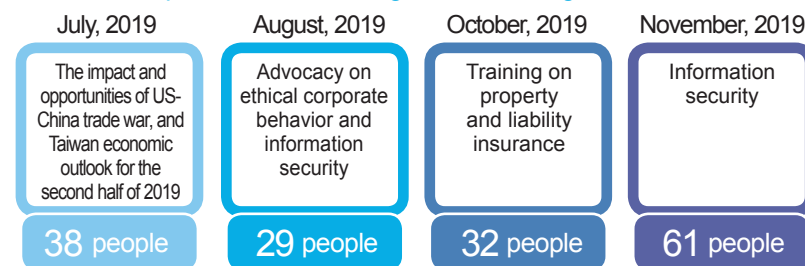 July, 2019
The impact and
opportunities of US-
China trade war, and
Taiwan economic
outlook for the
second half of 2019
38 people
August, 2019
Advocacy on
ethical corporate
behavior and
information
security
29 people
October, 2019
Training on
property
and liability
insurance
32 people
November, 2019
Information
security
61 people